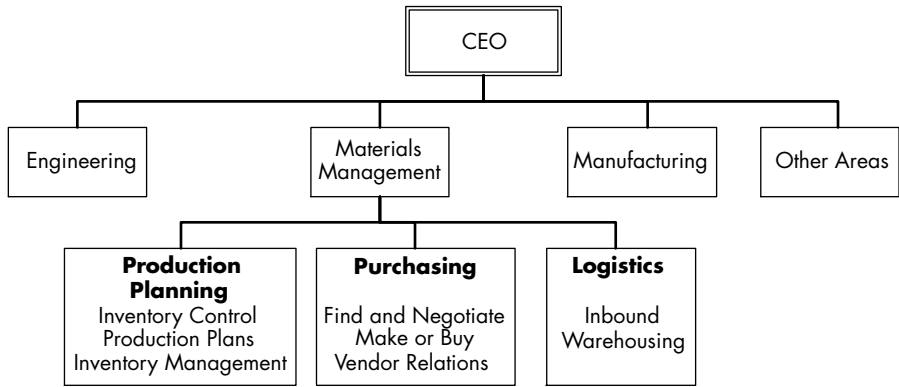 CEO
Engineering
Materials
Management
Manufacturing
Other Areas
Production
Planning
Inventory Control
Production Plans
Inventory Management
Purchasing
Find and Negotiate
Make or Buy
Vendor Relations
Logistics
Inbound
Warehousing